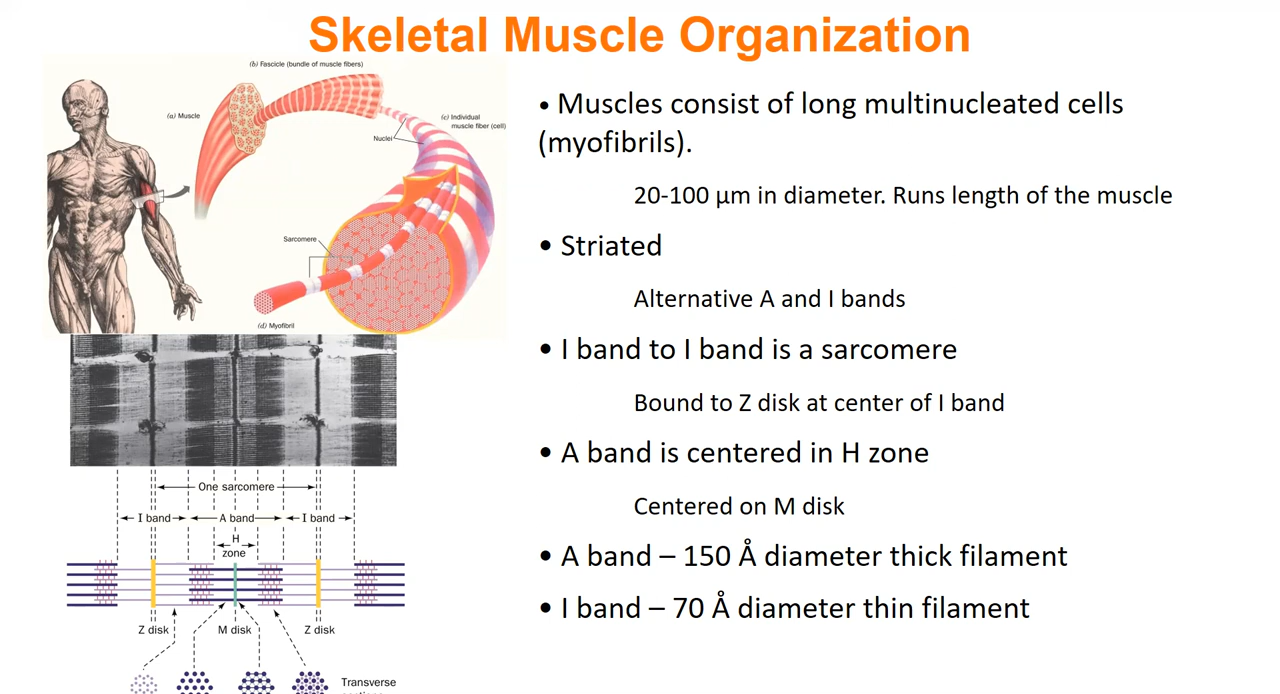 Skeletal Muscle Organization
(b) Fascicle (bundle of muscle fibers)
(a) Muscle
(c) Individual
muscle fiber (cell)
Nuclei
Sarcomere
(d) Myofibril
One sarcomere
I band
A band
I band
H
zone
Z disk
M disk
Z disk
Transverse
• Muscles consist of long multinucleated cells
(myofibrils).
20-100 µm in diameter. Runs length of the muscle
• Striated
Alternative A and I bands
• I band to I band is a sarcomere
Bound to Z disk at center of I band
• A band is centered in H zone
Centered on M disk
• A band – 150 Å diameter thick filament
• I band – 70 Å diameter thin filament